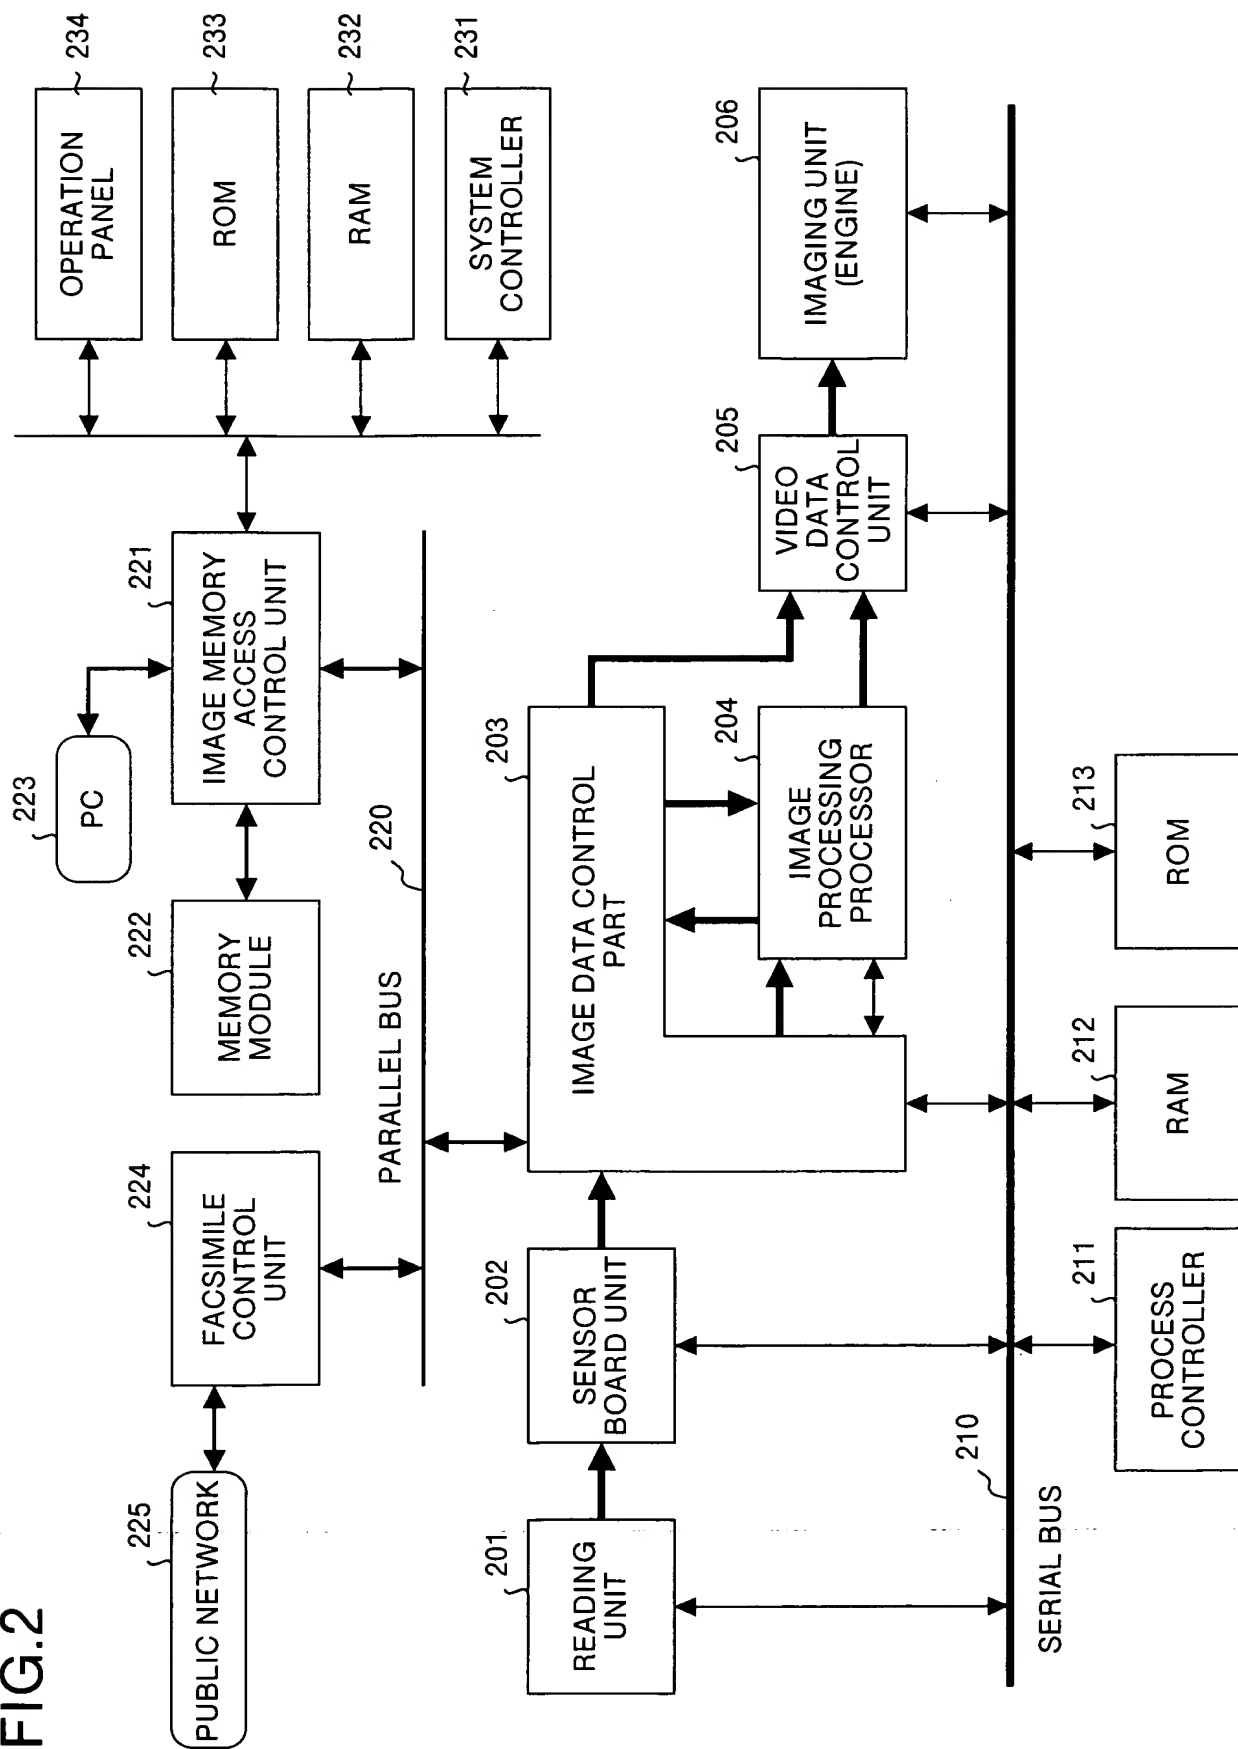 FIG.2
225
PUBLIC NETWORK
224
FACSIMILE
CONTROL
UNIT
222
MEMORY
MODULE
223
PC
221
IMAGE MEMORY
ACCESS
CONTROL UNIT
234
OPERATION
PANEL
233
ROM
232
RAM
231
SYSTEM
CONTROLLER
PARALLEL BUS
220
201
READING
UNIT
202
SENSOR
BOARD UNIT
203
IMAGE DATA CONTROL
PART
204
IMAGE
PROCESSING
PROCESSOR
205
VIDEO
DATA
CONTROL
UNIT
206
IMAGING UNIT
(ENGINE)
SERIAL BUS
210
211
PROCESS
CONTROLLER
212
RAM
213
ROM